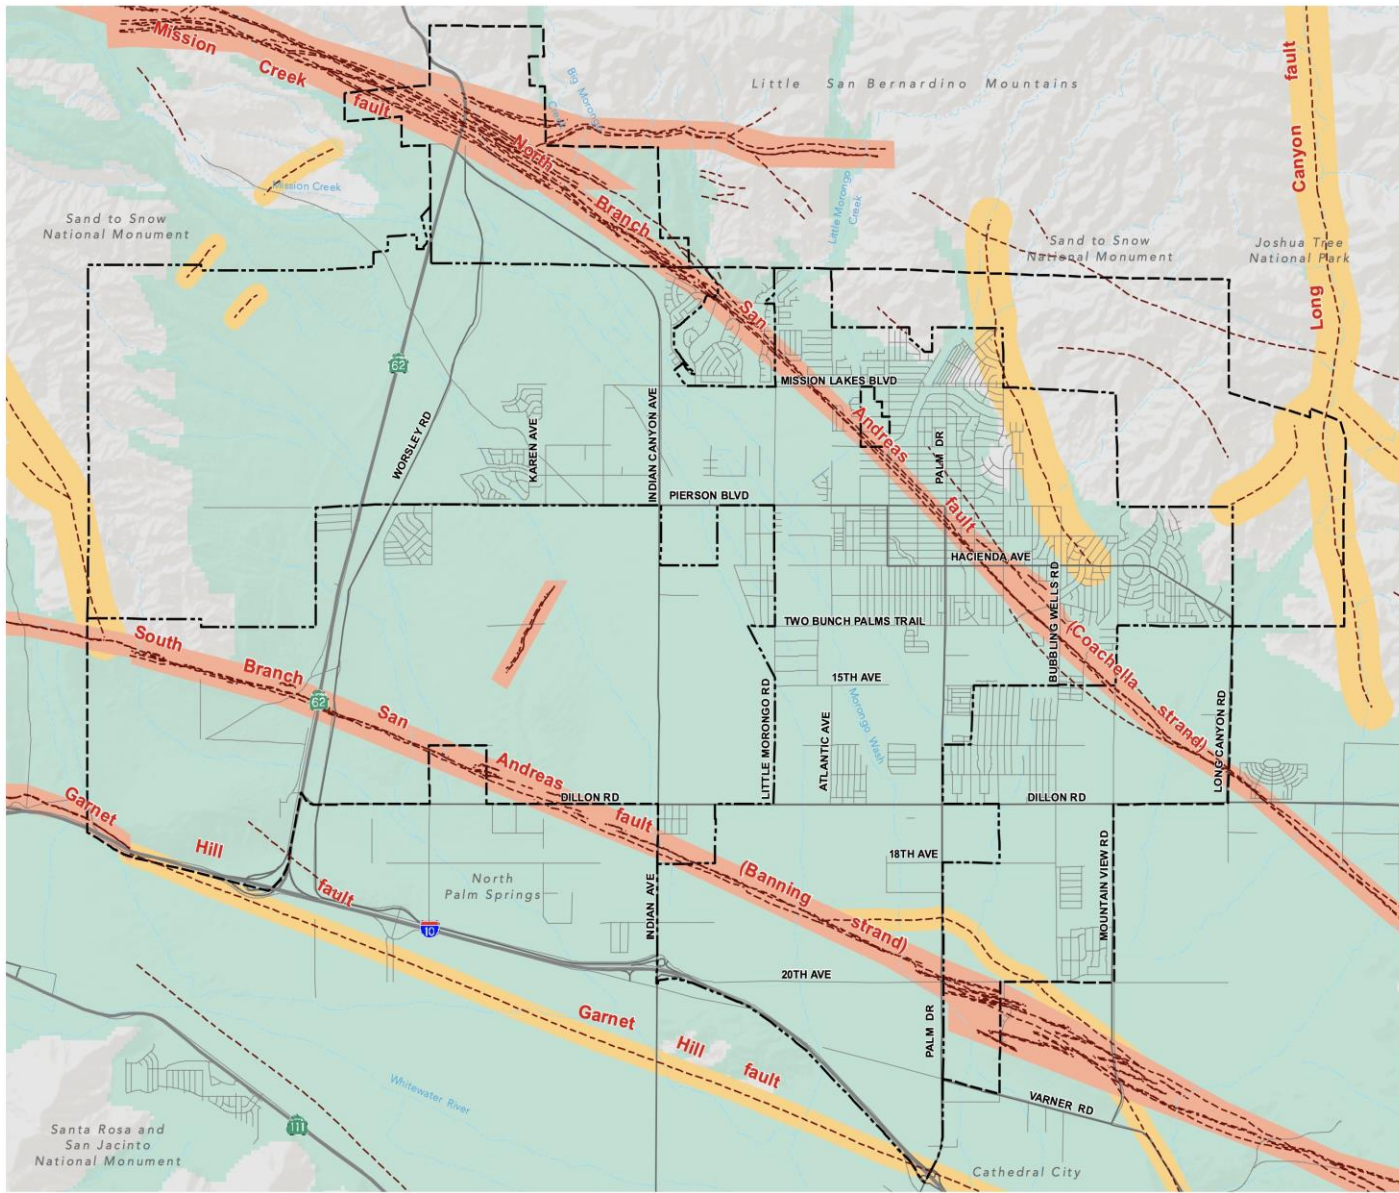 Mission
Creek
fault
North
Branch
San
Andreas
fault
(Coachella
strand)
Big Morongo
Creek
Little San Bernardino Mountains
Long Canyon fault
Mission Creek
Little Morongo
Creek
Sand to Snow
National Monument
Sand to Snow
National Monument
Joshua Tree
National Park
62
WORSLEY RD
KAREN AVE
INDIAN CANYON AVE
MISSION LAKES BLVD
PALM DR
PIERSON BLVD
HACIENDA AVE
BUBBLING WELLS RD
TWO BUNCH PALMS TRAIL
15TH AVE
LITTLE MORONGO RD
ATLANTIC AVE
Morongo Wash
LONG CANYON RD
South
Branch
San
Andreas
fault
(Banning
strand)
62
DILLON RD
DILLON RD
Garnet
Hill
fault
18TH AVE
MOUNTAIN VIEW RD
North
Palm Springs
INDIAN AVE
10
20TH AVE
Garnet
Hill
fault
PALM DR
VARNER RD
Whitewater River
111
Santa Rosa and
San Jacinto
National Monument
Cathedral City